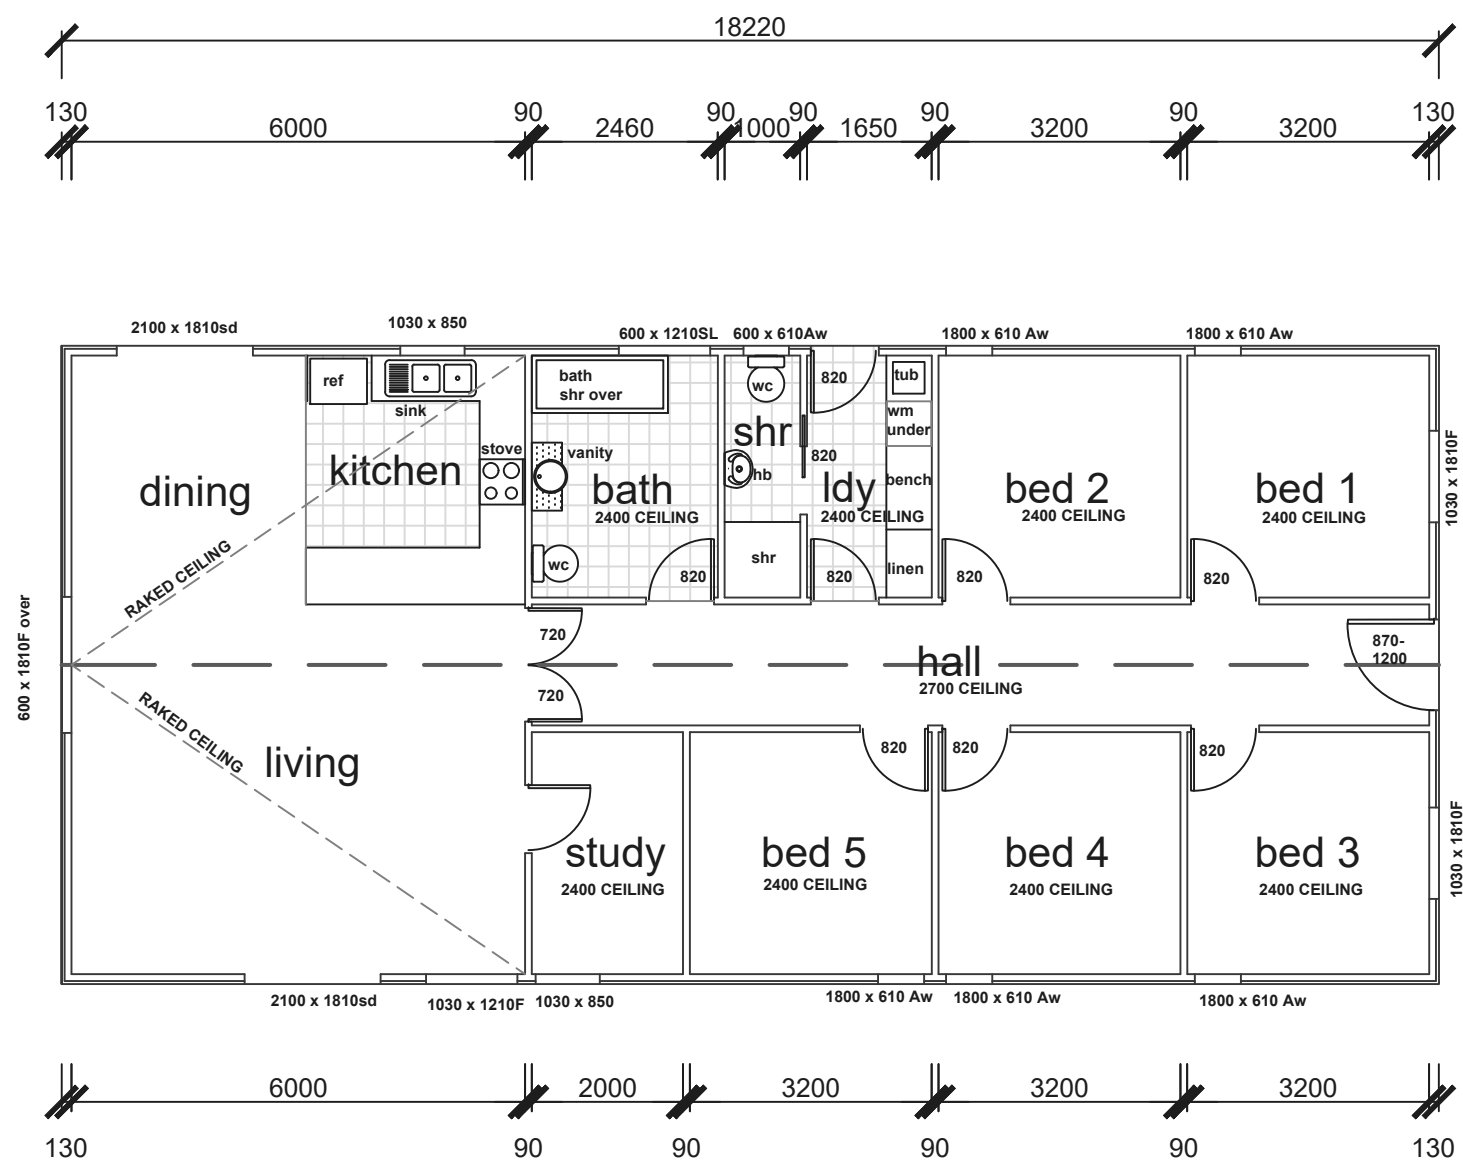 18220
130 90 90 90 90 90 130
6000 2460 1000 1650 3200 3200
2100 x 1810sd
1030 x 850
600 x 1210SL
600 x 610Aw
1800 x 610 Aw
1800 x 610 Aw
ref
sink
stove
kitchen
dining
RAKED CEILING
bath
shr over
vanity
bath
2400 CEILING
wc
820
wc
shr
hb
shr
820
820
ldy
2400 CEILING
820
tub
wm
under
bench
linen
bed 2
2400 CEILING
820
bed 1
2400 CEILING
820
1030 x 1810F
600 x 1810F over
720
720
hall
2700 CEILING
870-
1200
RAKED CEILING
living
study
2400 CEILING
820
bed 5
2400 CEILING
820
bed 4
2400 CEILING
820
bed 3
2400 CEILING
1030 x 1810F
2100 x 1810sd
1030 x 1210F
1030 x 850
1800 x 610 Aw
1800 x 610 Aw
1800 x 610 Aw
6000 2000 3200 3200 3200
130 90 90 90 90 130